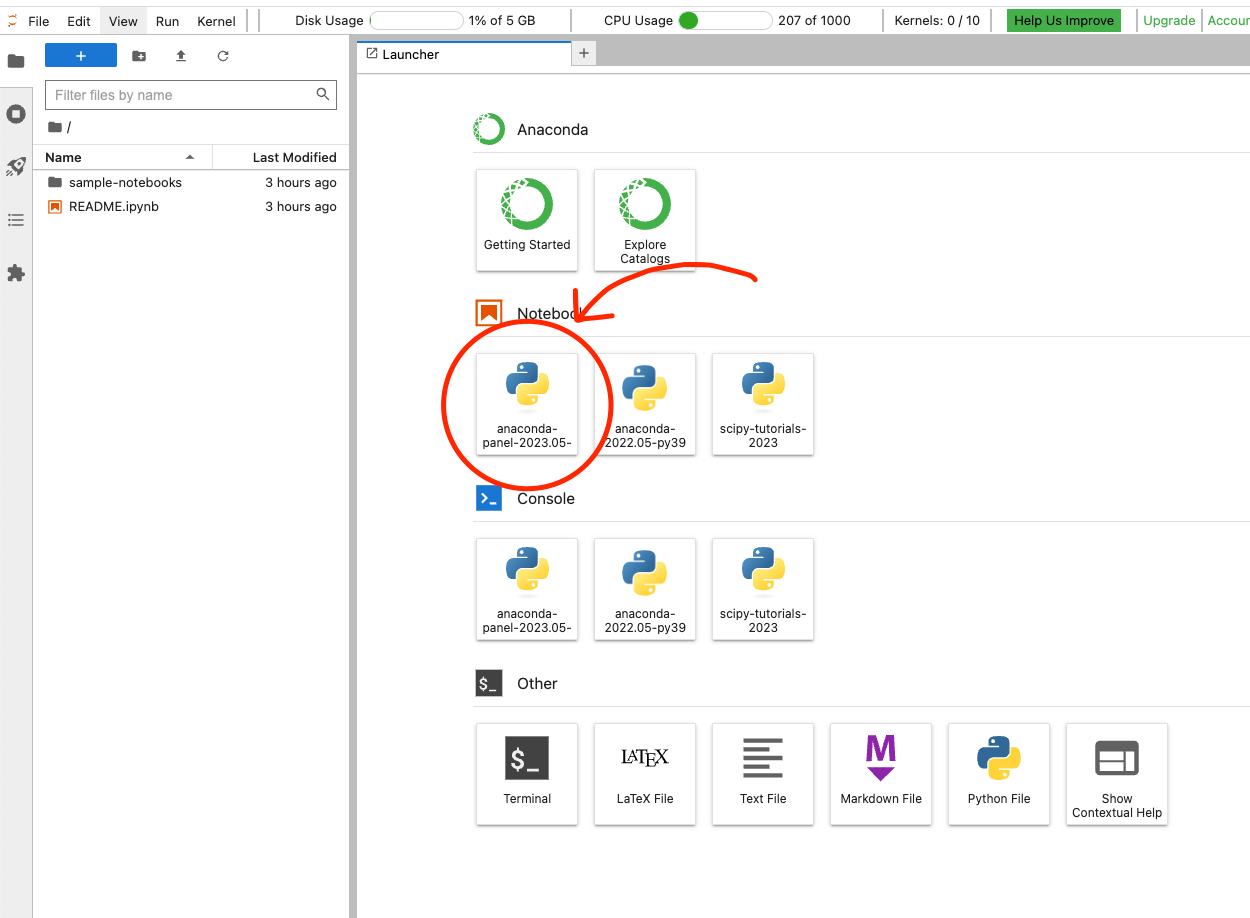 File Edit View Run Kernel Disk Usage 1% of 5 GB CPU Usage 207 of 1000 Kernels: 0 / 10 Help Us Improve Upgrade Accoun
+
Launcher
+
Filter files by name
/
Name Last Modified
sample-notebooks 3 hours ago
README.ipynb 3 hours ago
Anaconda
Getting Started
Explore
Catalogs
Notebook
anaconda-
panel-2023.05-
anaconda-
2022.05-py39
scipy-tutorials-
2023
>_ Console
anaconda-
panel-2023.05-
anaconda-
2022.05-py39
scipy-tutorials-
2023
$_ Other
$_
Terminal
LATEX
LaTeX File
Text File
M
Markdown File
Python File
Show
Contextual Help